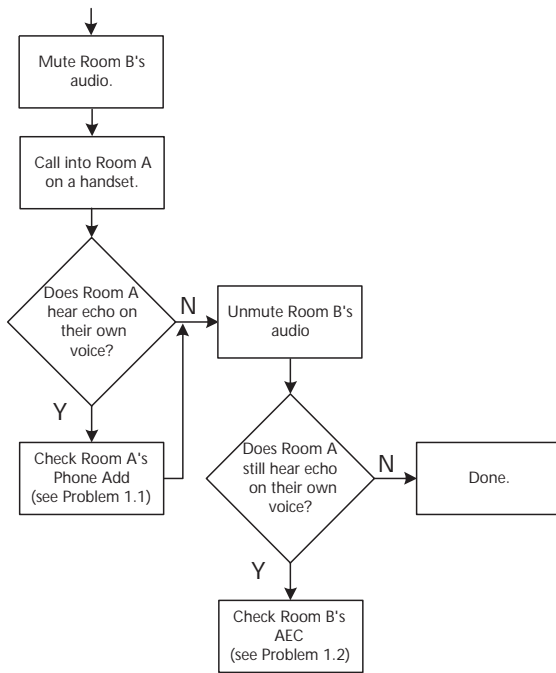 Mute Room B's
audio.
Call into Room A
on a handset.
Does Room A
hear echo on
their own
voice?
N
Unmute Room B's
audio
Y
Check Room A's
Phone Add
(see Problem 1.1)
Does Room A
still hear echo
on their own
voice?
N
Done.
Y
Check Room B's
AEC
(see Problem 1.2)